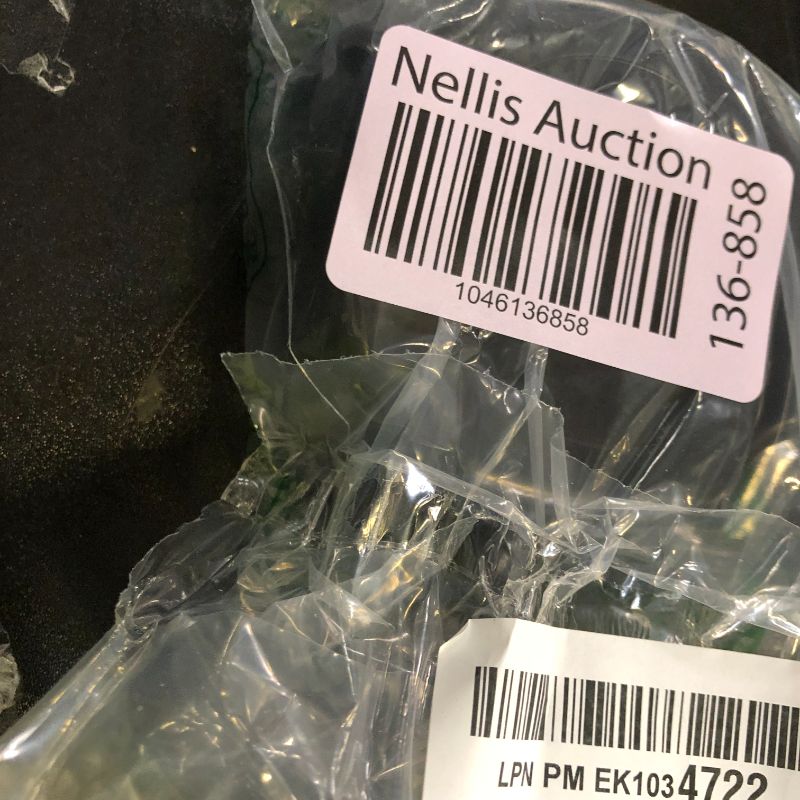 Nellis Auction
136-858
1046136858
LPN PM EK1034722